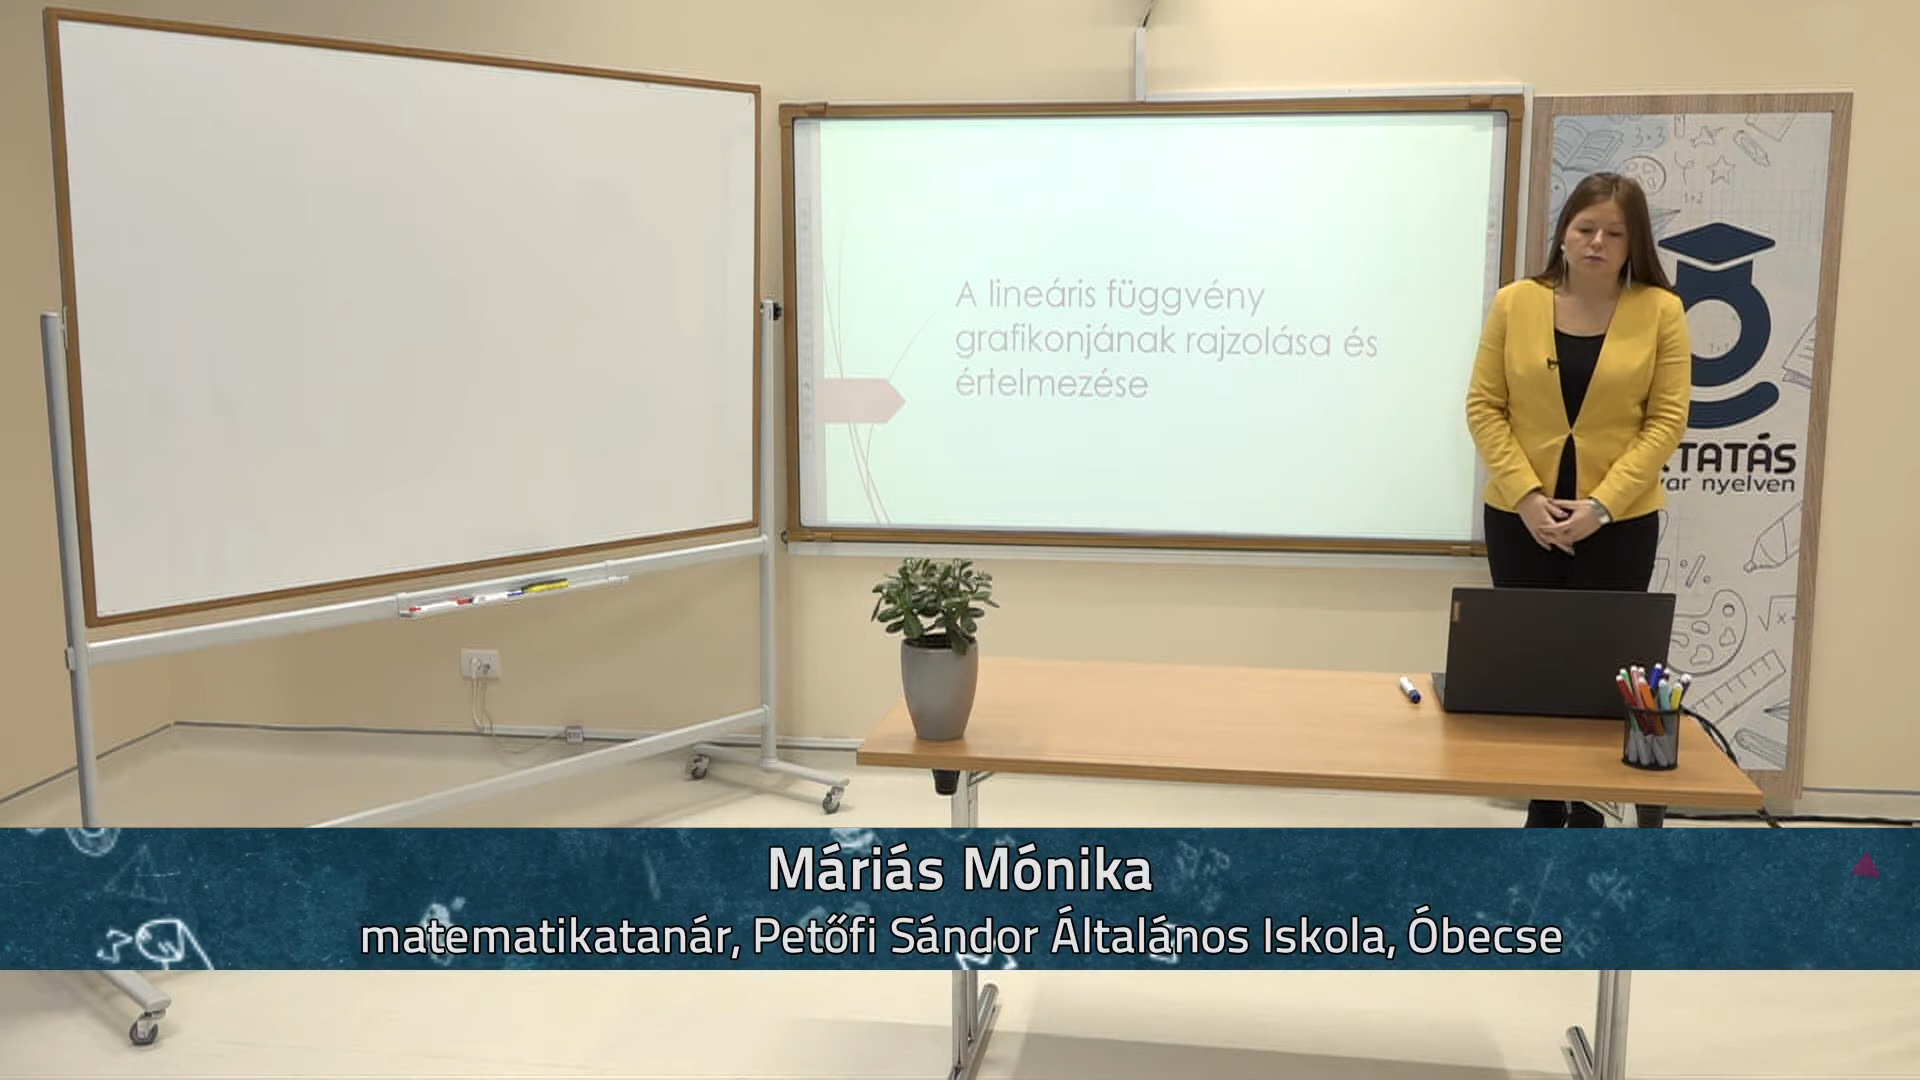 A lineáris függvény
grafikonjának rajzolása és
értelmezése
TATÁS
nyelven
Máriás Mónika
matematikatanár, Petőfi Sándor Általános Iskola, Óbecse